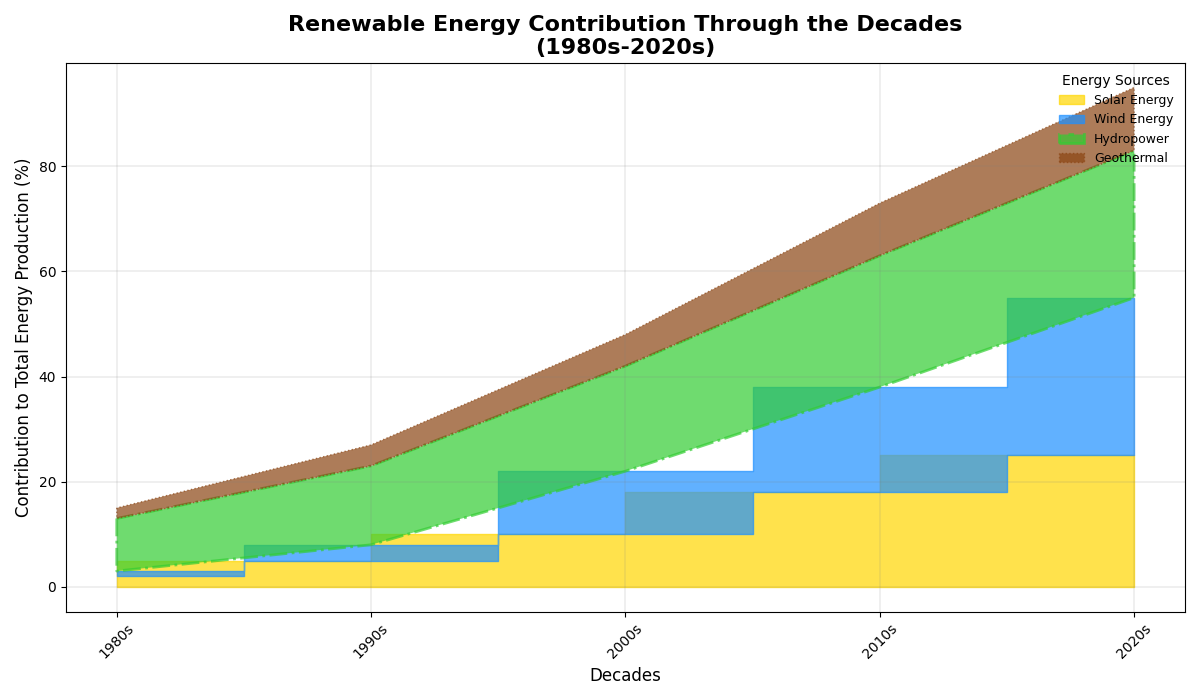 Renewable Energy Contribution Through the Decades
(1980s-2020s)
Energy Sources
Solar Energy
Wind Energy
Hydropower
Geothermal
Contribution to Total Energy Production (%)
80
60
40
20
0
1980s
1990s
2000s
2010s
2020s
Decades